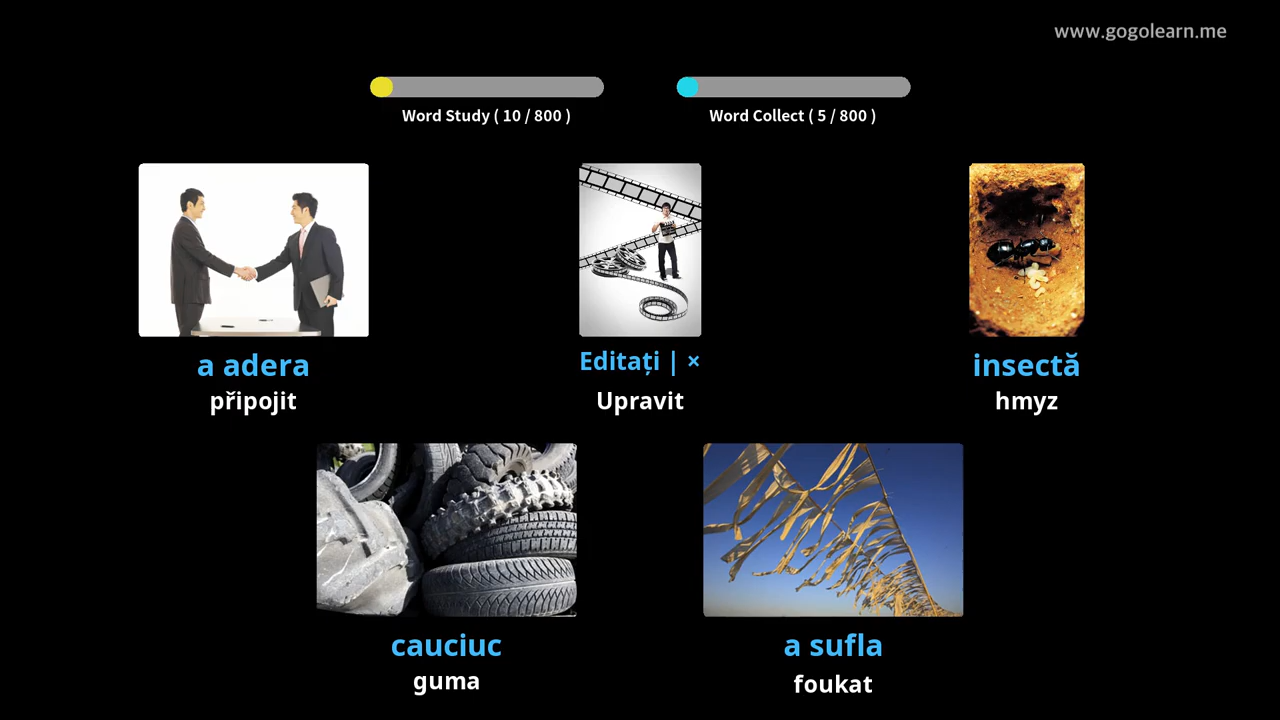 www.gogolearn.me
Word Study ( 10 / 800 )
Word Collect ( 5 / 800 )
a adera
připojit
Editați | ×
Upravit
insectă
hmyz
cauciuc
guma
a sufla
foukat